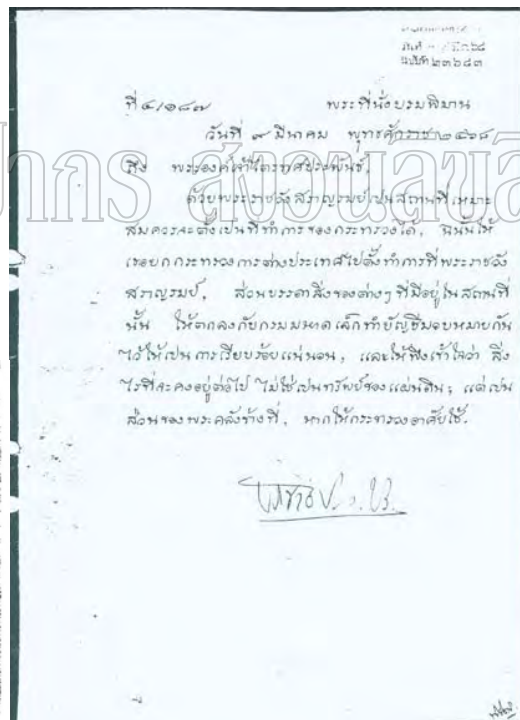 ที่ ๔/๑๘๗ พระที่นั่งบรมพิมาน
วันที่ ๙ มีนาคม พุทธศักราช ๒๔๖๘
ถึง พระองค์เจ้าไตรทศประพันธ์,
ด้วยพระราชวังสราญรมย์เปนสถานที่เหมาะ
สมควรจะตั้งเปนที่ทำการของกระทรวงได้, ฉนั้นให้
เธอยกกระทรวงการต่างประเทศไปตั้งทำการที่พระราชวัง
สราญรมย์, ส่วนบรรดาสิ่งของต่างๆ ที่มีอยู่ในสถานที่
นั้น ให้ตกลงกับกรมมหาดเล็กทำบัญชีมอบหมายกัน
ไว้ให้เปนการเรียบร้อยแน่นอน, และให้พึงเข้าใจว่า สิ่ง
ไรที่จะคงอยู่ต่อไป ไม่ใช่เปนทรัพย์ของแผ่นดิน; แต่เปน
ส่วนของพระคลังข้างที่, หากให้กระทรวงอาศัยใช้.